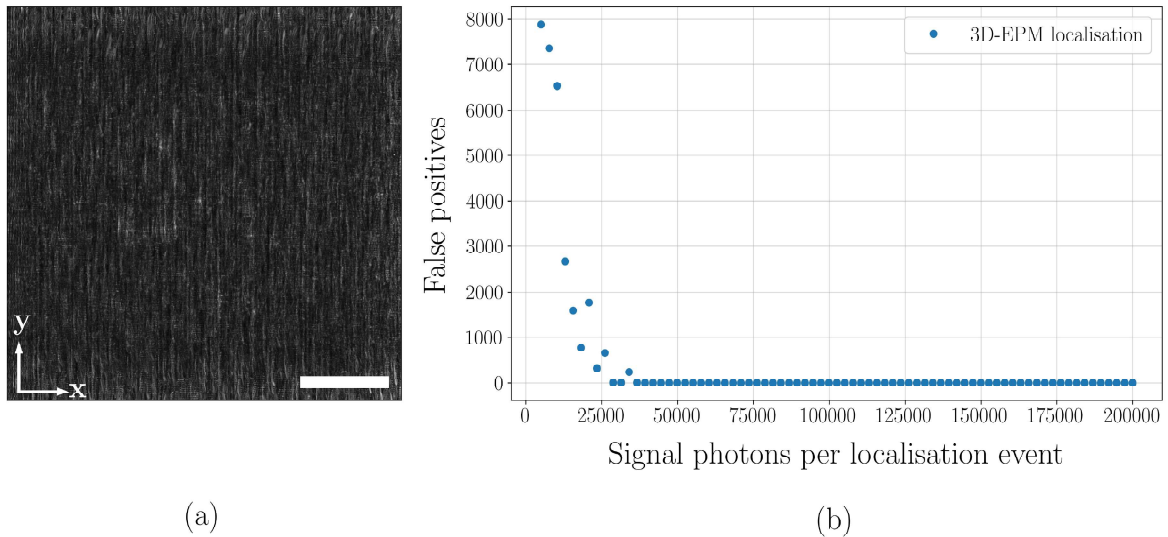 y
x
(a)
8000
7000
6000
5000
4000
3000
2000
1000
0
False positives
3D-EPM localisation
0 25000 50000 75000 100000 125000 150000 175000 200000
Signal photons per localisation event
(b)